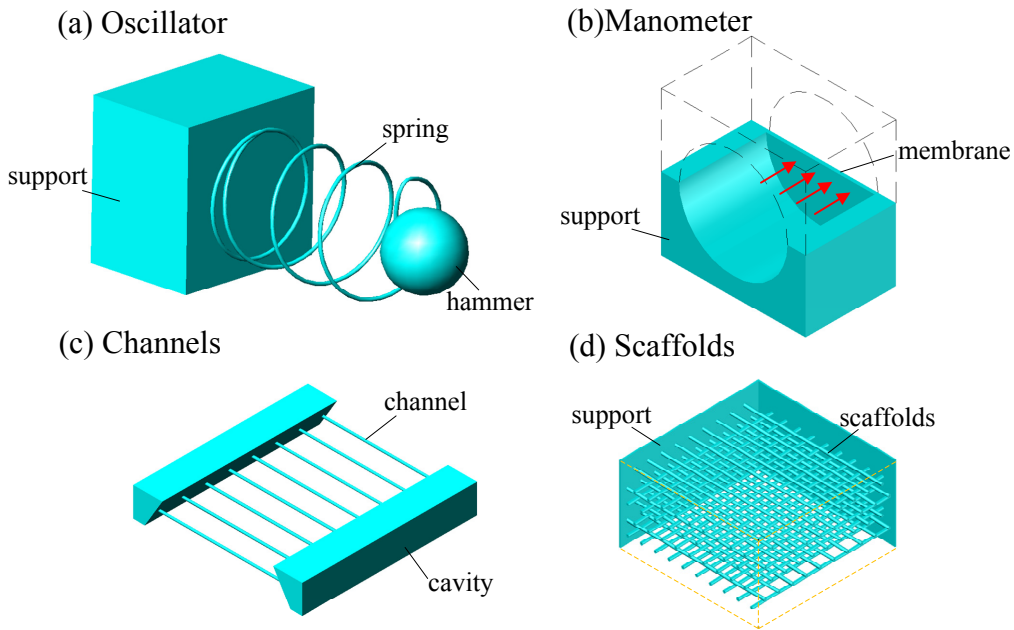 (a) Oscillator
(b)Manometer
spring
support
hammer
membrane
support
(c) Channels
(d) Scaffolds
channel
cavity
support
scaffolds